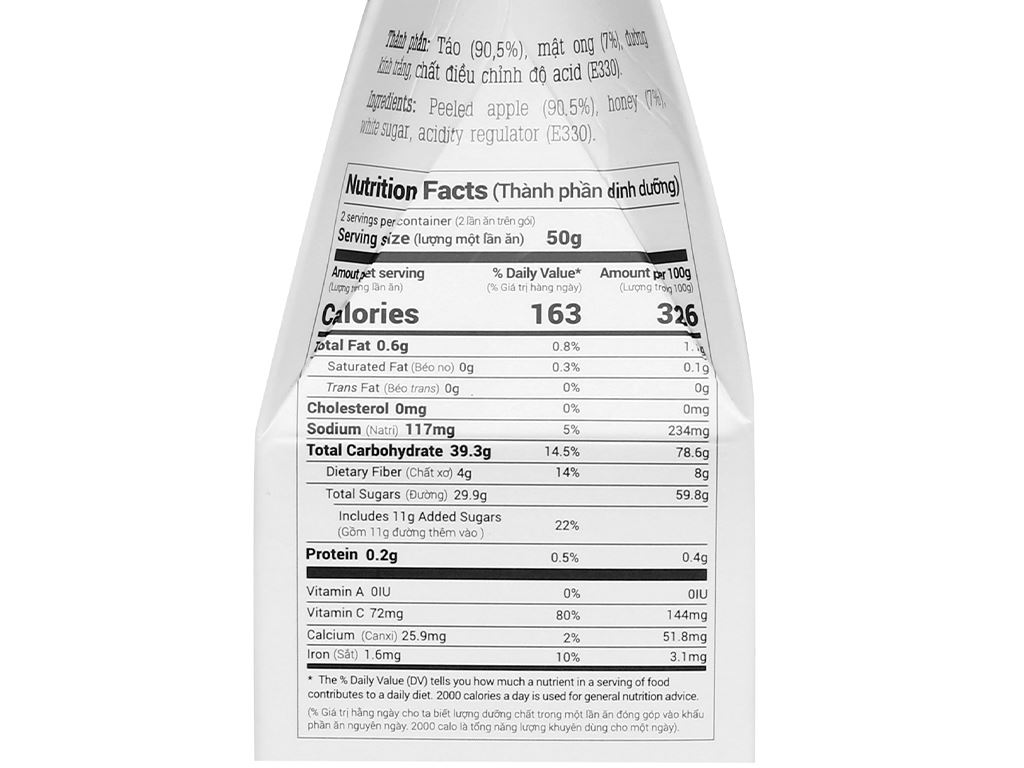 Thành phần: Táo (90,5%), mật ong (7%), đường
kính trắng, chất điều chỉnh độ acid (E330).
Ingredients: Peeled apple (90,5%), honey (7%),
white sugar, acidity regulator (E330).
Nutrition Facts (Thành phần dinh dưỡng)
2 servings per container (2 lần ăn trên gói)
Serving size (lượng một lần ăn) 50g
Amout pet serving % Daily Value* Amount per 100g
(Lượng trong lần ăn) (% Giá trị hàng ngày) (Lượng trong 100g)
Calories 163 326
Total Fat 0.6g 0.8%
Saturated Fat (Béo no) 0g 0.3% 0.1g
Trans Fat (Béo trans) 0g 0% 0g
Cholesterol 0mg 0% 0mg
Sodium (Natri) 117mg 5% 234mg
Total Carbohydrate 39.3g 14.5% 78.6g
Dietary Fiber (Chất xơ) 4g 14% 8g
Total Sugars (Đường) 29.9g 59.8g
Includes 11g Added Sugars 22%
(Gồm 11g đường thêm vào )
Protein 0.2g 0.5% 0.4g
Vitamin A 0IU 0% 0IU
Vitamin C 72mg 80% 144mg
Calcium (Canxi) 25.9mg 2% 51.8mg
Iron (Sắt) 1.6mg 10% 3.1mg
* The % Daily Value (DV) tells you how much a nutrient in a serving of food
contributes to a daily diet. 2000 calories a day is used for general nutrition advice.
(% Giá trị hằng ngày cho ta biết lượng dưỡng chất trong một lần ăn đóng góp vào khẩu
phần ăn nguyên ngày. 2000 calo là tổng năng lượng khuyên dùng cho một ngày).